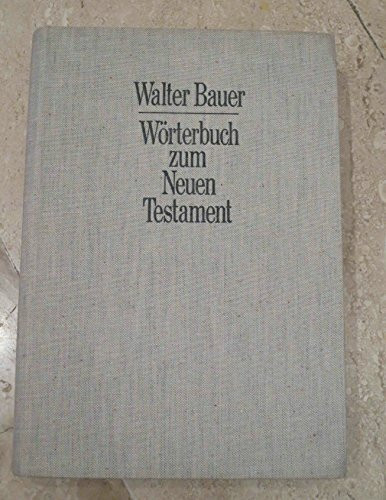 Walter Bauer
Wörterbuch
zum
Neuen
Testament